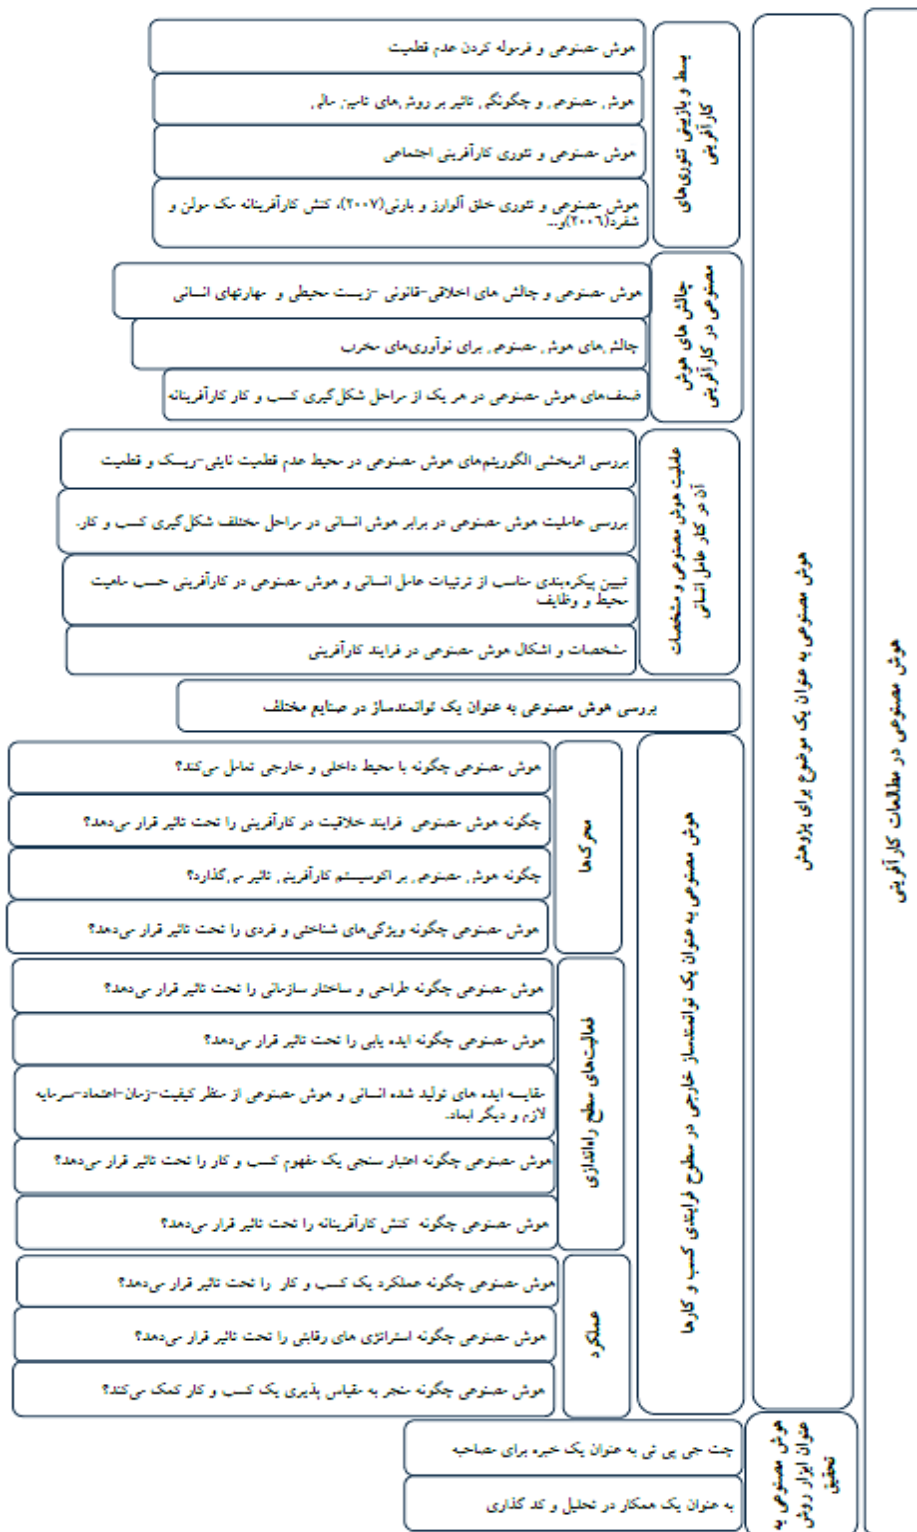 هوش مصنوعی در مطالعات کارآفرینی
هوش مصنوعی به عنوان یک موضوع برای پژوهش
بسط و بازبینی تئوری‌های
کارآفرینی
هوش مصنوعی و فرموله کردن عدم قطعیت
هوش مصنوعی و چگونگی تاثیر بر روش‌های تامین مالی
هوش مصنوعی و تئوری کارآفرینی اجتماعی
هوش مصنوعی و تئوری خلق آلوارز و بارنی(۲۰۰۷)، کنش کارآفرینانه مک مولن و
شفرد(۲۰۰۶)و...
چالش های هوش
مصنوعی در کارآفرینی
هوش مصنوعی و چالش های اخلاقی-قانونی -زیست محیطی و مهارتهای انسانی
چالش‌های هوش مصنوعی برای نوآوری‌های مخرب
ضعف‌های هوش مصنوعی در هر یک از مراحل شکل‌گیری کسب و کار کارآفرینانه
عاملیت هوش مصنوعی و مشخصات
آن در کنار عامل انسانی
بررسی اثربخشی الگوریتم‌های هوش مصنوعی در محیط عدم قطعیت نایتی-ریسک و قطعیت
بررسی عاملیت هوش مصنوعی در برابر هوش انسانی در مراحل مختلف شکل‌گیری کسب و کار.
تبیین پیکره‌بندی مناسب از ترتیبات عامل انسانی و هوش مصنوعی در کارآفرینی حسب ماهیت
محیط و وظایف
مشخصات و اشکال هوش مصنوعی در فرایند کارآفرینی
بررسی هوش مصنوعی به عنوان یک توانمندساز در صنایع مختلف
هوش مصنوعی به عنوان یک توانمندساز خارجی در سطوح فرایندی کسب و کارها
محرک‌ها
هوش مصنوعی چگونه با محیط داخلی و خارجی تعامل می‌کند؟
چگونه هوش مصنوعی فرایند خلاقیت در کارآفرینی را تحت تاثیر قرار می‌دهد؟
چگونه هوش مصنوعی بر اکوسیستم کارآفرینی تاثیر می‌گذارد؟
هوش مصنوعی چگونه ویژگی‌های شناختی و فردی را تحت تاثیر قرار می‌دهد؟
فعالیت‌های سطح راه‌اندازی
هوش مصنوعی چگونه طراحی و ساختار سازمانی را تحت تاثیر قرار می‌دهد؟
هوش مصنوعی چگونه ایده یابی را تحت تاثیر قرار می‌دهد؟
مقایسه ایده های تولید شده انسانی و هوش مصنوعی از منظر کیفیت-زمان-اعتماد-سرمایه
لازم و دیگر ابعاد.
هوش مصنوعی چگونه اعتبار سنجی یک مفهوم کسب و کار را تحت تاثیر قرار می‌دهد؟
هوش مصنوعی چگونه کنش کارآفرینانه را تحت تاثیر قرار می‌دهد؟
عملکرد
هوش مصنوعی چگونه عملکرد یک کسب و کار را تحت تاثیر قرار می‌دهد؟
هوش مصنوعی چگونه استراتژی های رقابتی را تحت تاثیر قرار می‌دهد؟
هوش مصنوعی چگونه منجر به مقیاس پذیری یک کسب و کار کمک می‌کند؟
هوش مصنوعی به
عنوان ابزار روش
تحقیق
چت جی پی تی به عنوان یک خبره برای مصاحبه
به عنوان یک همکار در تحلیل و کد گذاری